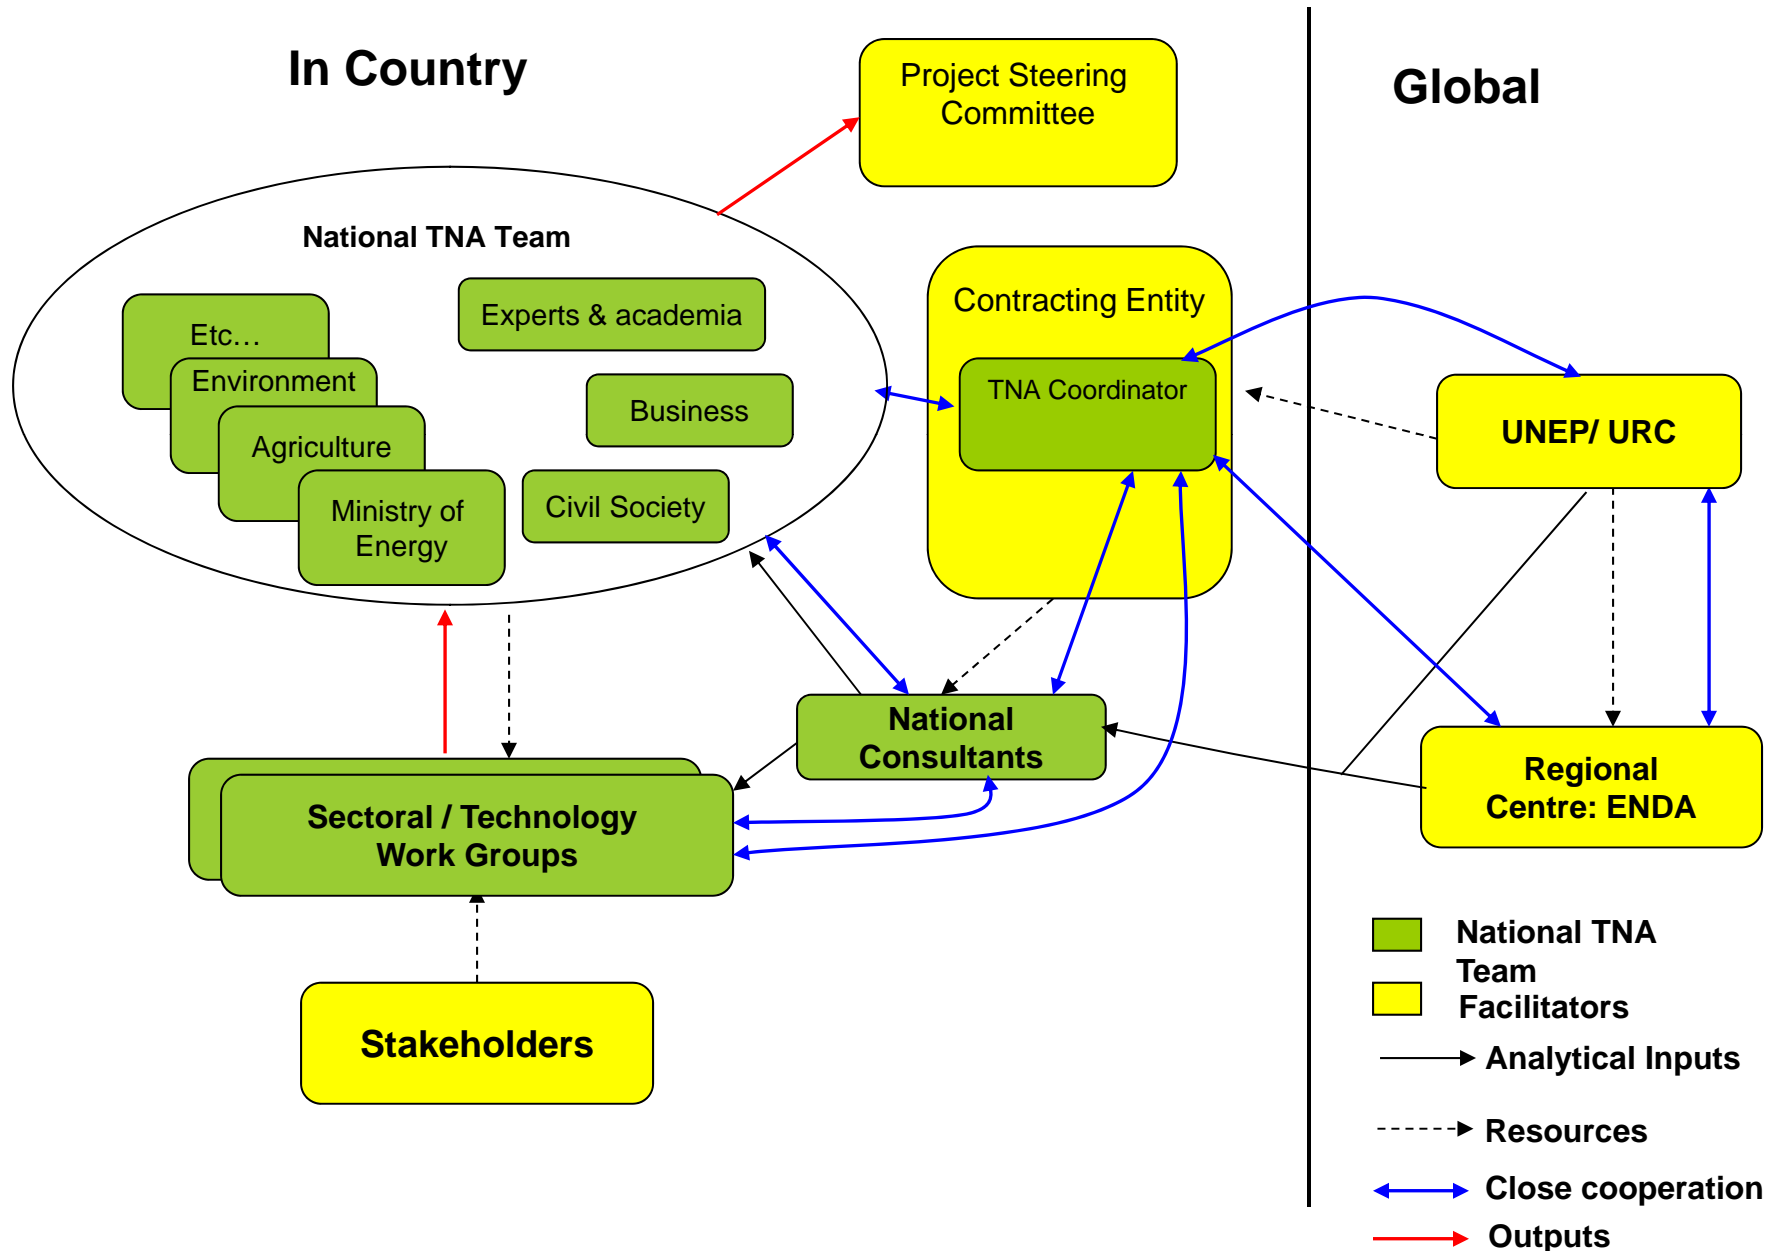 In Country
Project Steering
Committee
Global
National TNA Team
Etc…
Environment
Agriculture
Ministry of
Energy
Experts & academia
Business
Civil Society
Contracting Entity
TNA Coordinator
UNEP/ URC
National
Consultants
Regional
Centre: ENDA
Sectoral / Technology
Work Groups
Stakeholders
National TNA
Team
Facilitators
Analytical Inputs
Resources
Close cooperation
Outputs